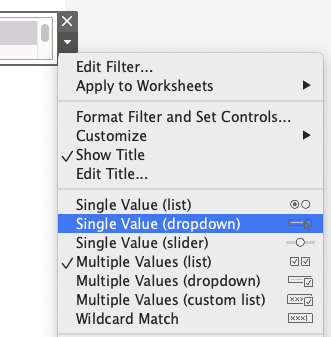 Edit Filter...
Apply to Worksheets
Format Filter and Set Controls...
Customize
Show Title
Edit Title...
Single Value (list)
Single Value (dropdown)
Single Value (slider)
Multiple Values (list)
Multiple Values (dropdown)
Multiple Values (custom list)
Wildcard Match